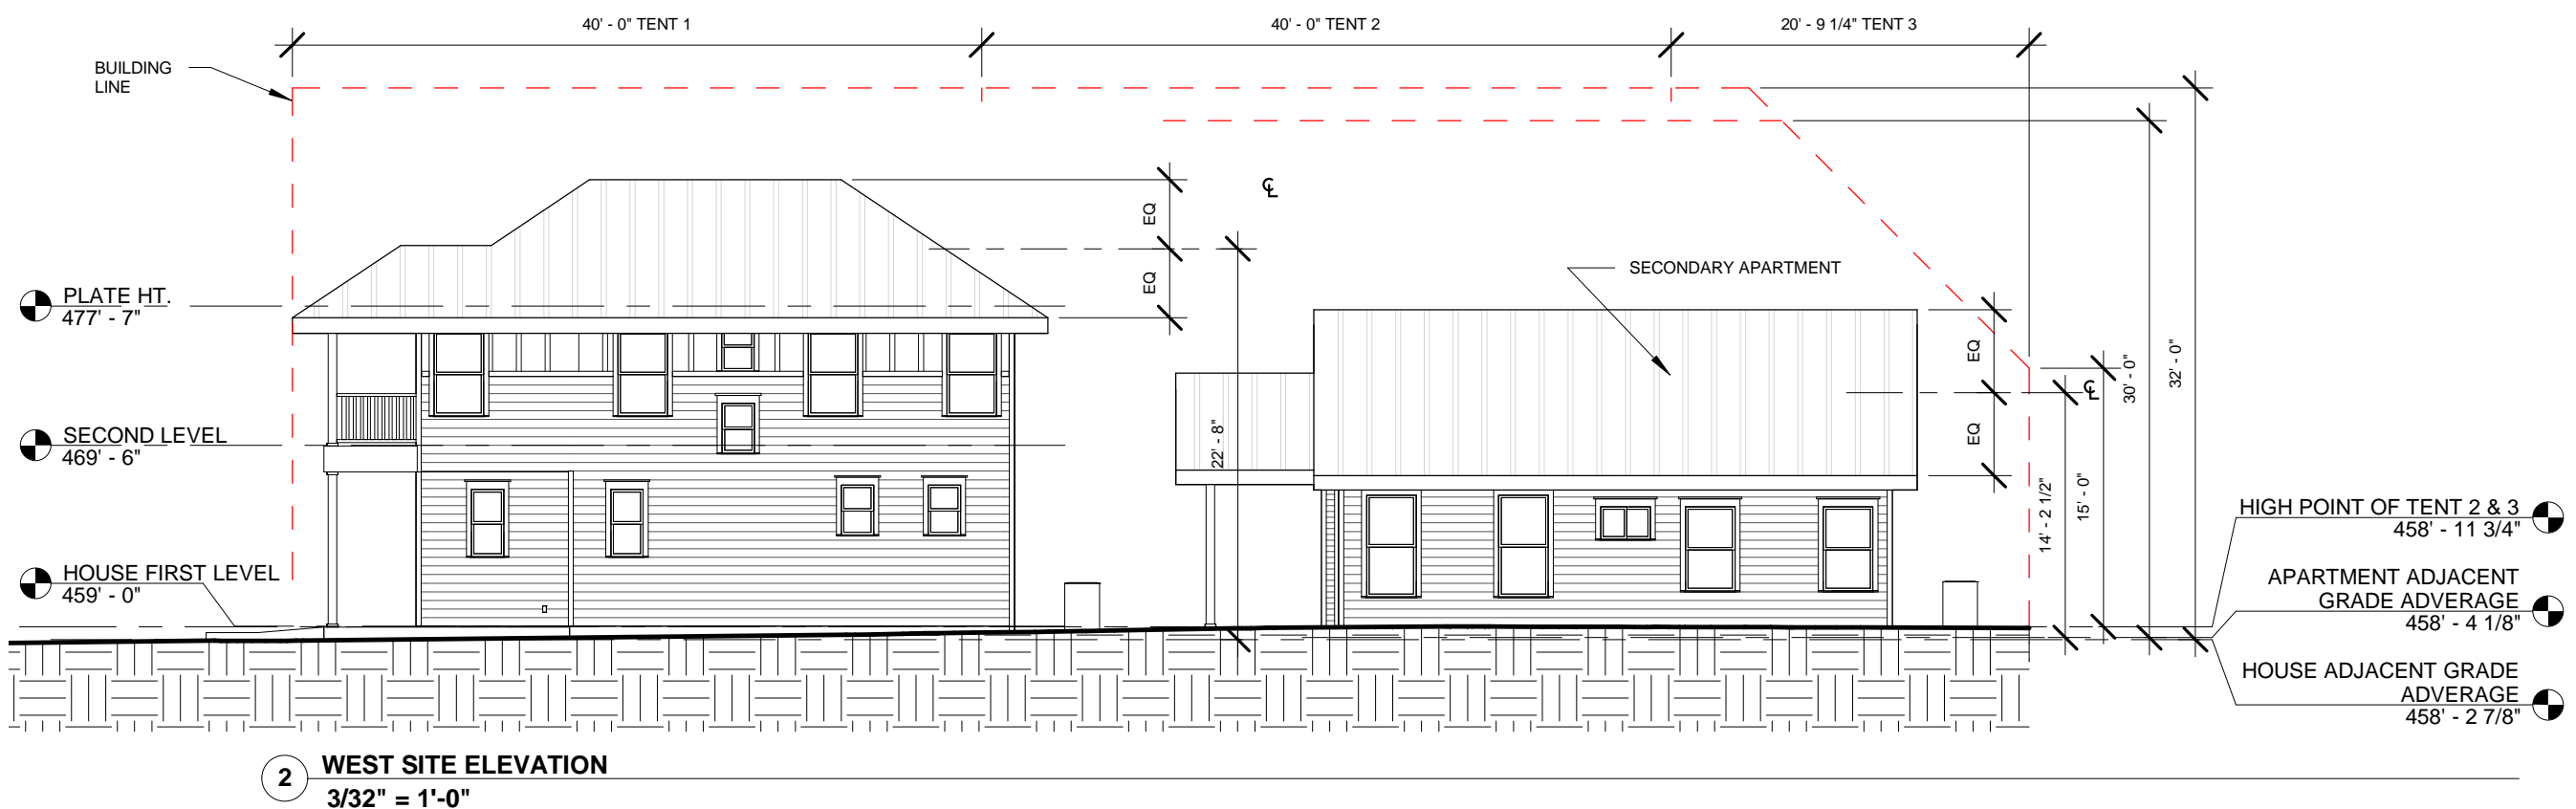 40' - 0" TENT 1
40' - 0" TENT 2
20' - 9 1/4" TENT 3
BUILDING
LINE
EQ
EQ
SECONDARY APARTMENT
PLATE HT.
477' - 7"
SECOND LEVEL
469' - 6"
HOUSE FIRST LEVEL
459' - 0"
22' - 8"
EQ
EQ
14' - 2 1/2"
15' - 0"
30' - 0"
32' - 0"
HIGH POINT OF TENT 2 & 3
458' - 11 3/4"
APARTMENT ADJACENT
GRADE ADVERAGE
458' - 4 1/8"
HOUSE ADJACENT GRADE
ADVERAGE
458' - 2 7/8"
2
WEST SITE ELEVATION
3/32" = 1'-0"